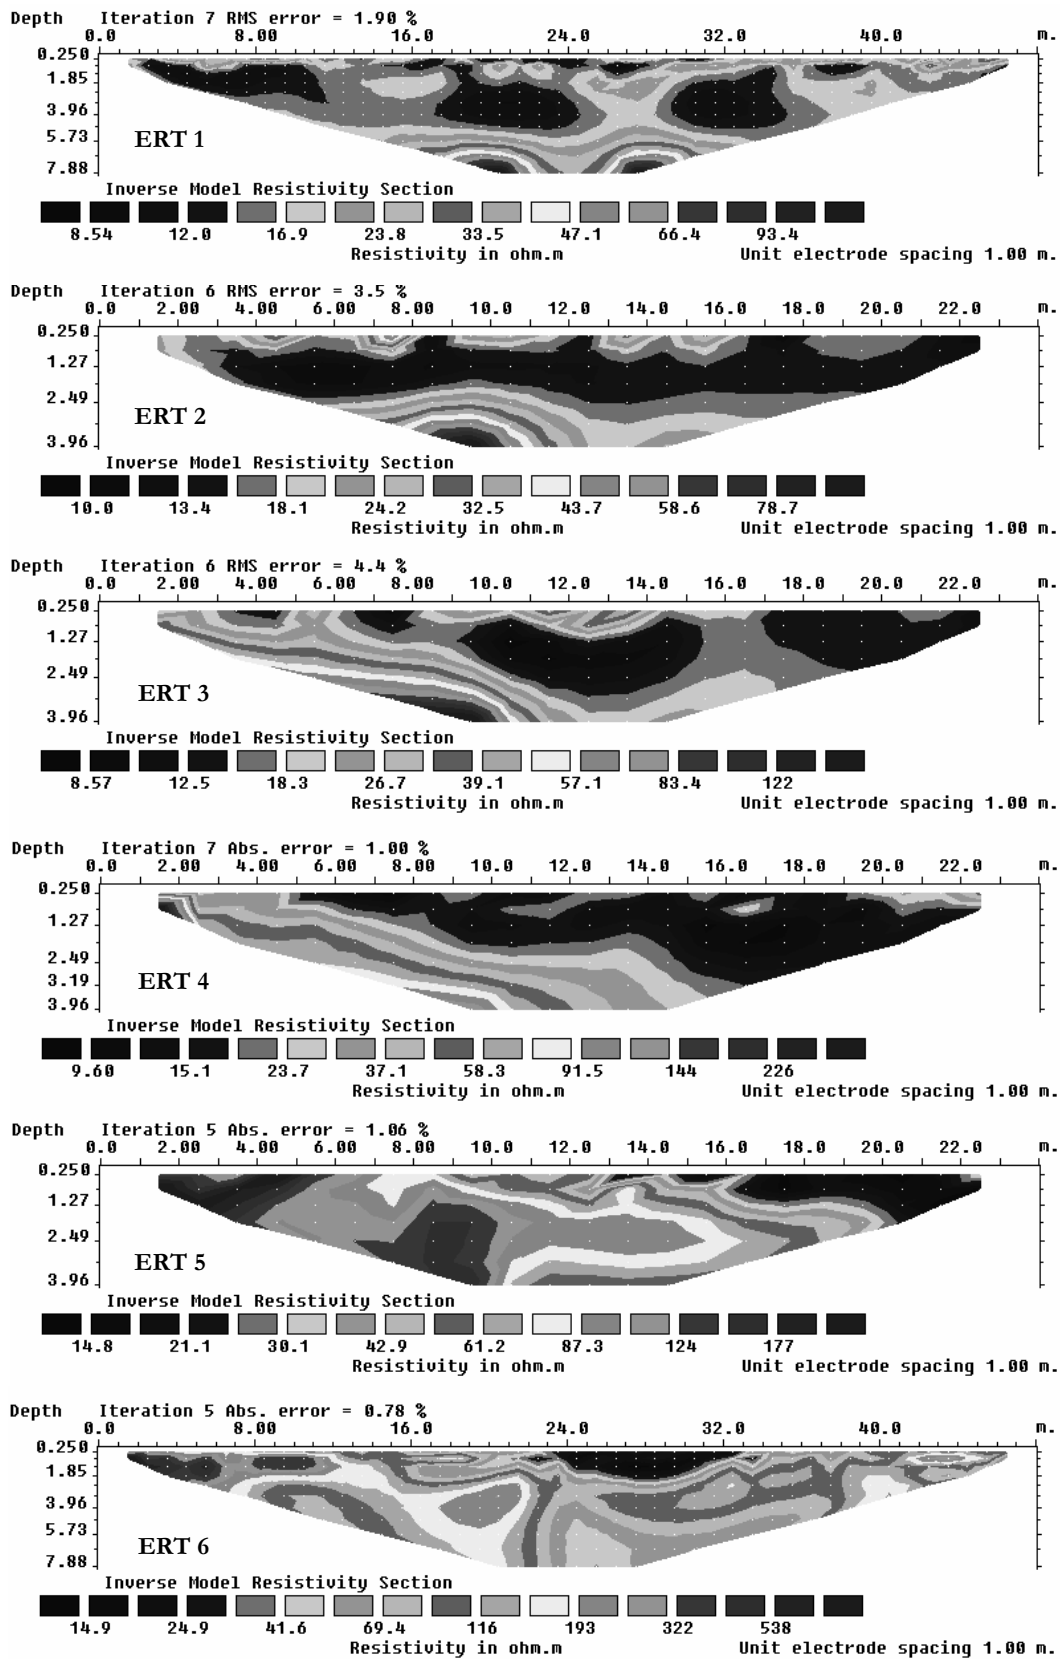 Depth Iteration 7 RMS error = 1.90 %
0.0 8.00 16.0 24.0 32.0 40.0 m.
0.250
1.85
3.96
5.73
7.88
ERT 1
Inverse Model Resistivity Section
8.54 12.0 16.9 23.8 33.5 47.1 66.4 93.4
Resistivity in ohm.m Unit electrode spacing 1.00 m.
Depth Iteration 6 RMS error = 3.5 %
0.0 2.00 4.00 6.00 8.00 10.0 12.0 14.0 16.0 18.0 20.0 22.0 m.
0.250
1.27
2.49
3.96
ERT 2
Inverse Model Resistivity Section
10.0 13.4 18.1 24.2 32.5 43.7 58.6 78.7
Resistivity in ohm.m Unit electrode spacing 1.00 m.
Depth Iteration 6 RMS error = 4.4 %
0.0 2.00 4.00 6.00 8.00 10.0 12.0 14.0 16.0 18.0 20.0 22.0 m.
0.250
1.27
2.49
3.96
ERT 3
Inverse Model Resistivity Section
8.57 12.5 18.3 26.7 39.1 57.1 83.4 122
Resistivity in ohm.m Unit electrode spacing 1.00 m.
Depth Iteration 7 Abs. error = 1.00 %
0.0 2.00 4.00 6.00 8.00 10.0 12.0 14.0 16.0 18.0 20.0 22.0 m.
0.250
1.27
2.49
3.19
3.96
ERT 4
Inverse Model Resistivity Section
9.60 15.1 23.7 37.1 58.3 91.5 144 226
Resistivity in ohm.m Unit electrode spacing 1.00 m.
Depth Iteration 5 Abs. error = 1.06 %
0.0 2.00 4.00 6.00 8.00 10.0 12.0 14.0 16.0 18.0 20.0 22.0 m.
0.250
1.27
2.49
3.96
ERT 5
Inverse Model Resistivity Section
14.8 21.1 30.1 42.9 61.2 87.3 124 177
Resistivity in ohm.m Unit electrode spacing 1.00 m.
Depth Iteration 5 Abs. error = 0.78 %
0.0 8.00 16.0 24.0 32.0 40.0 m.
0.250
1.85
3.96
5.73
7.88
ERT 6
Inverse Model Resistivity Section
14.9 24.9 41.6 69.4 116 193 322 538
Resistivity in ohm.m Unit electrode spacing 1.00 m.